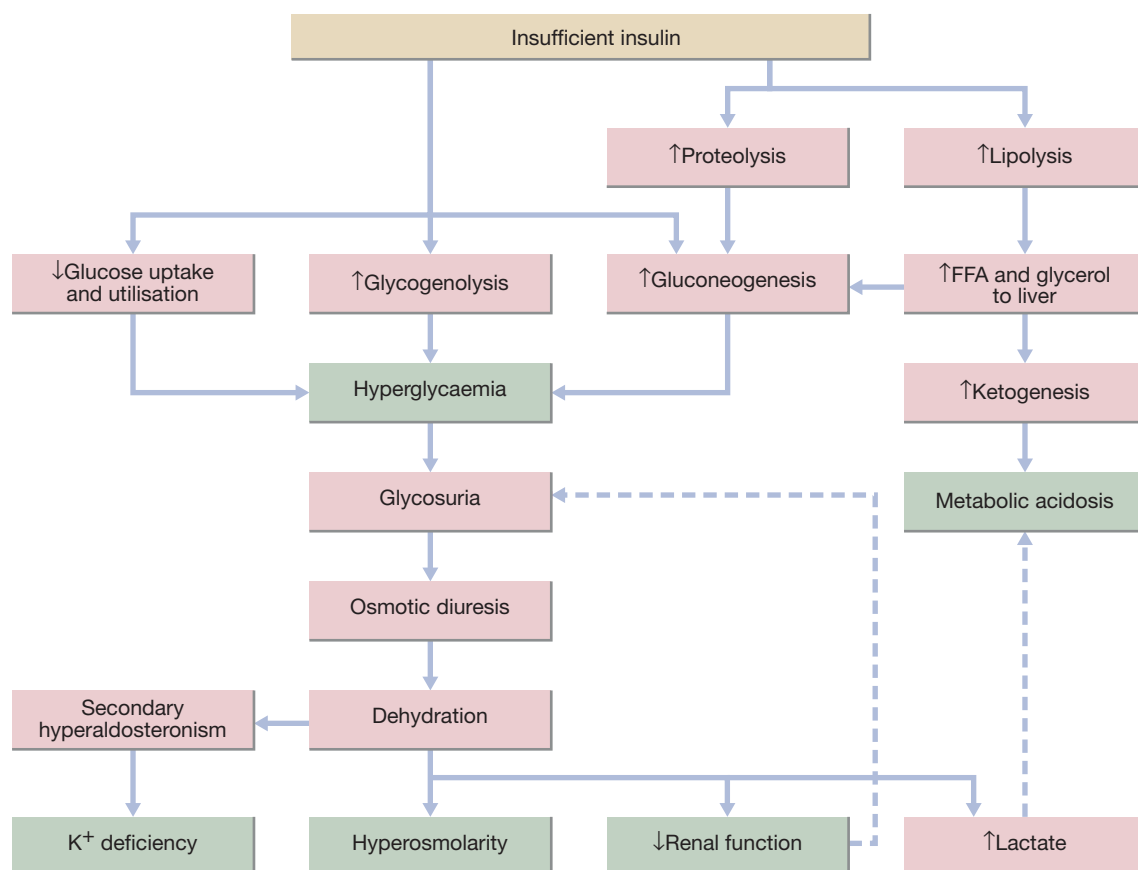 Insufficient insulin
↑Proteolysis
↑Lipolysis
↓Glucose uptake
and utilisation
↑Glycogenolysis
↑Gluconeogenesis
↑FFA and glycerol
to liver
Hyperglycaemia
↑Ketogenesis
Glycosuria
Metabolic acidosis
Osmotic diuresis
Secondary
hyperaldosteronism
Dehydration
K⁺ deficiency
Hyperosmolarity
↓Renal function
↑Lactate